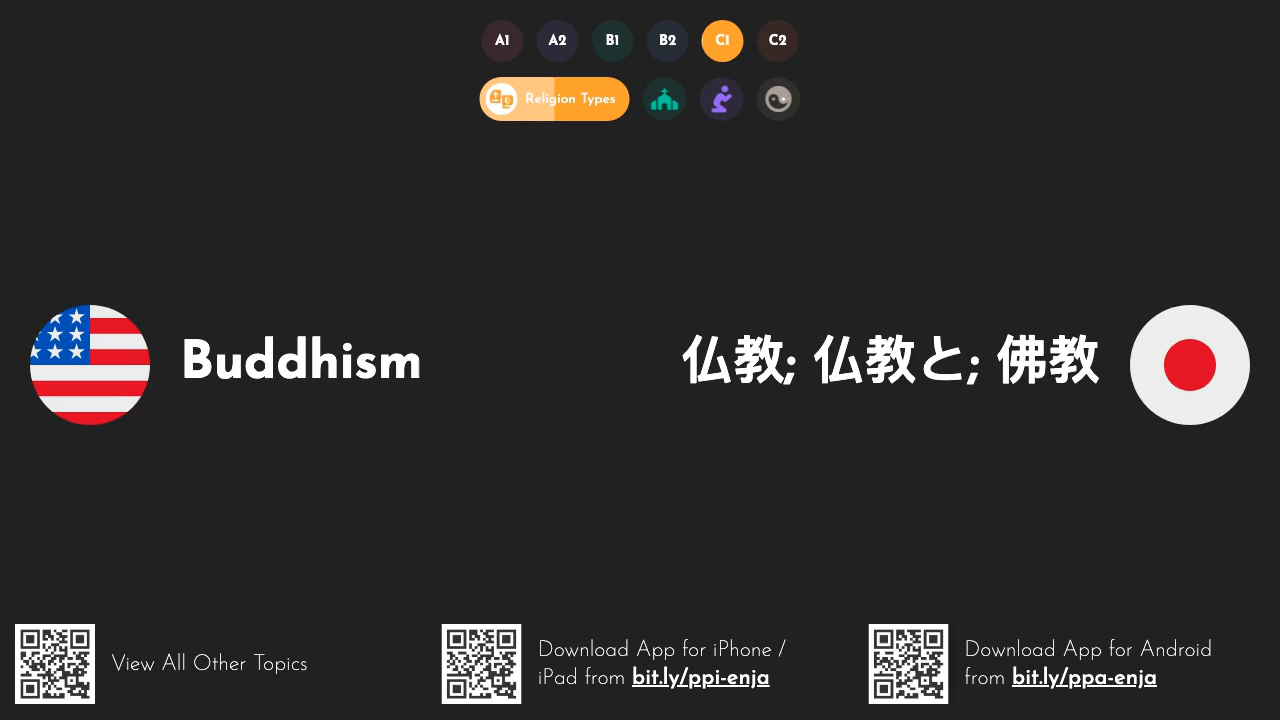 A1 A2 B1 B2 C1 C2
Religion Types
Buddhism
仏教; 仏教と; 佛教
View All Other Topics
Download App for iPhone /
iPad from bit.ly/ppi-enja
Download App for Android
from bit.ly/ppa-enja